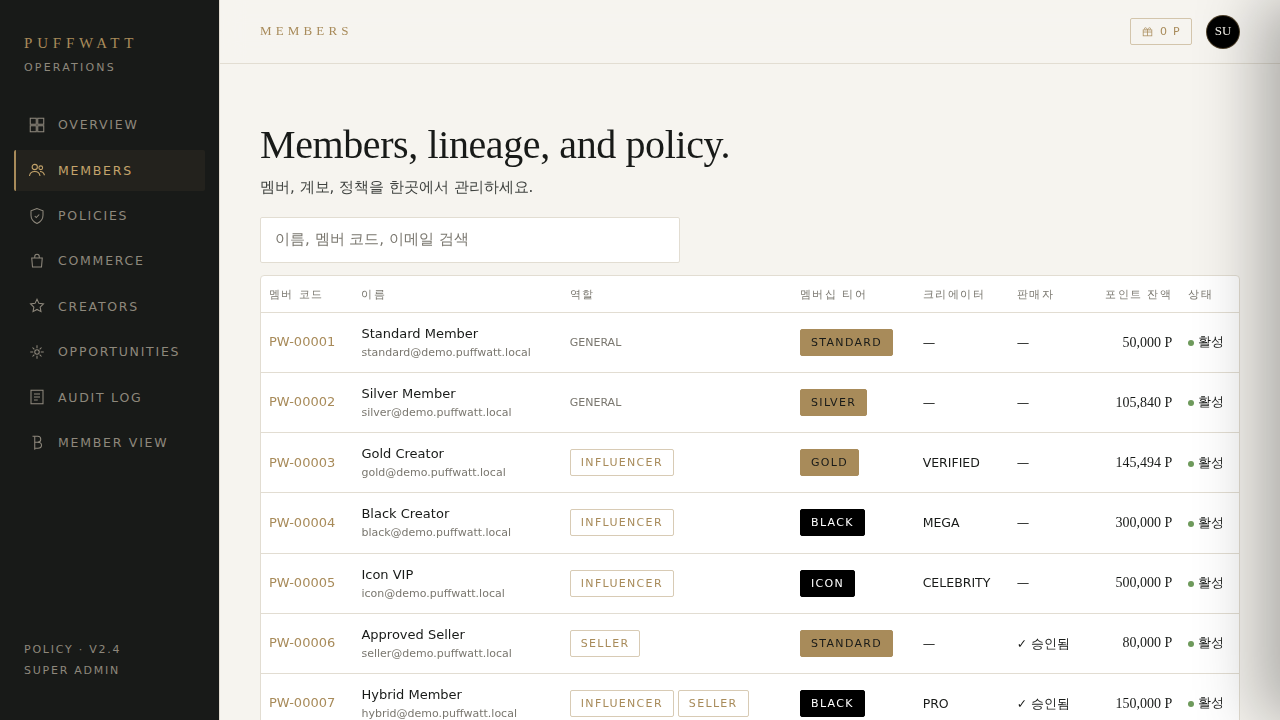 PUFFWATT
OPERATIONS
OVERVIEW
MEMBERS
POLICIES
COMMERCE
CREATORS
OPPORTUNITIES
AUDIT LOG
MEMBER VIEW
POLICY · V2.4
SUPER ADMIN
MEMBERS
0 P
SU
Members, lineage, and policy.
멤버, 계보, 정책을 한곳에서 관리하세요.
이름, 멤버 코드, 이메일 검색
멤버 코드 이름 역할 멤버십 티어 크리에이터 판매자 포인트 잔액 상태
PW-00001 Standard Member GENERAL STANDARD — — 50,000 P 활성
standard@demo.puffwatt.local
PW-00002 Silver Member GENERAL SILVER — — 105,840 P 활성
silver@demo.puffwatt.local
PW-00003 Gold Creator INFLUENCER GOLD VERIFIED — 145,494 P 활성
gold@demo.puffwatt.local
PW-00004 Black Creator INFLUENCER BLACK MEGA — 300,000 P 활성
black@demo.puffwatt.local
PW-00005 Icon VIP INFLUENCER ICON CELEBRITY — 500,000 P 활성
icon@demo.puffwatt.local
PW-00006 Approved Seller SELLER STANDARD — ✓ 승인됨 80,000 P 활성
seller@demo.puffwatt.local
PW-00007 Hybrid Member INFLUENCER SELLER BLACK PRO ✓ 승인됨 150,000 P 활성
hybrid@demo.puffwatt.local